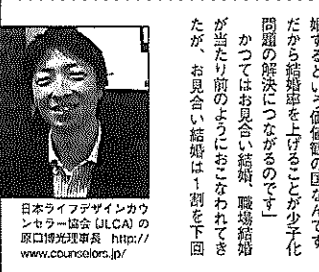 婚するという価値観の国なんです。
だから結婚率を上げることが少子化
問題の解決につながるのです」
かつてはお見合い結婚、職場結婚
が当たり前のようにおこなわれてき
たが、お見合い結婚は1割を下回
日本ライフデザインカウ
ンセラー協会(JLCA)の
原口博光理事長 http://
www.counselors.jp/